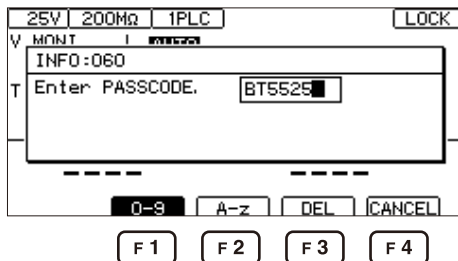 25V 200MΩ 1PLC LOCK
V MONI AUTO
INFO:060
T Enter PASSCODE. BT5525
0-9 A-z DEL CANCEL
F1 F2 F3 F4